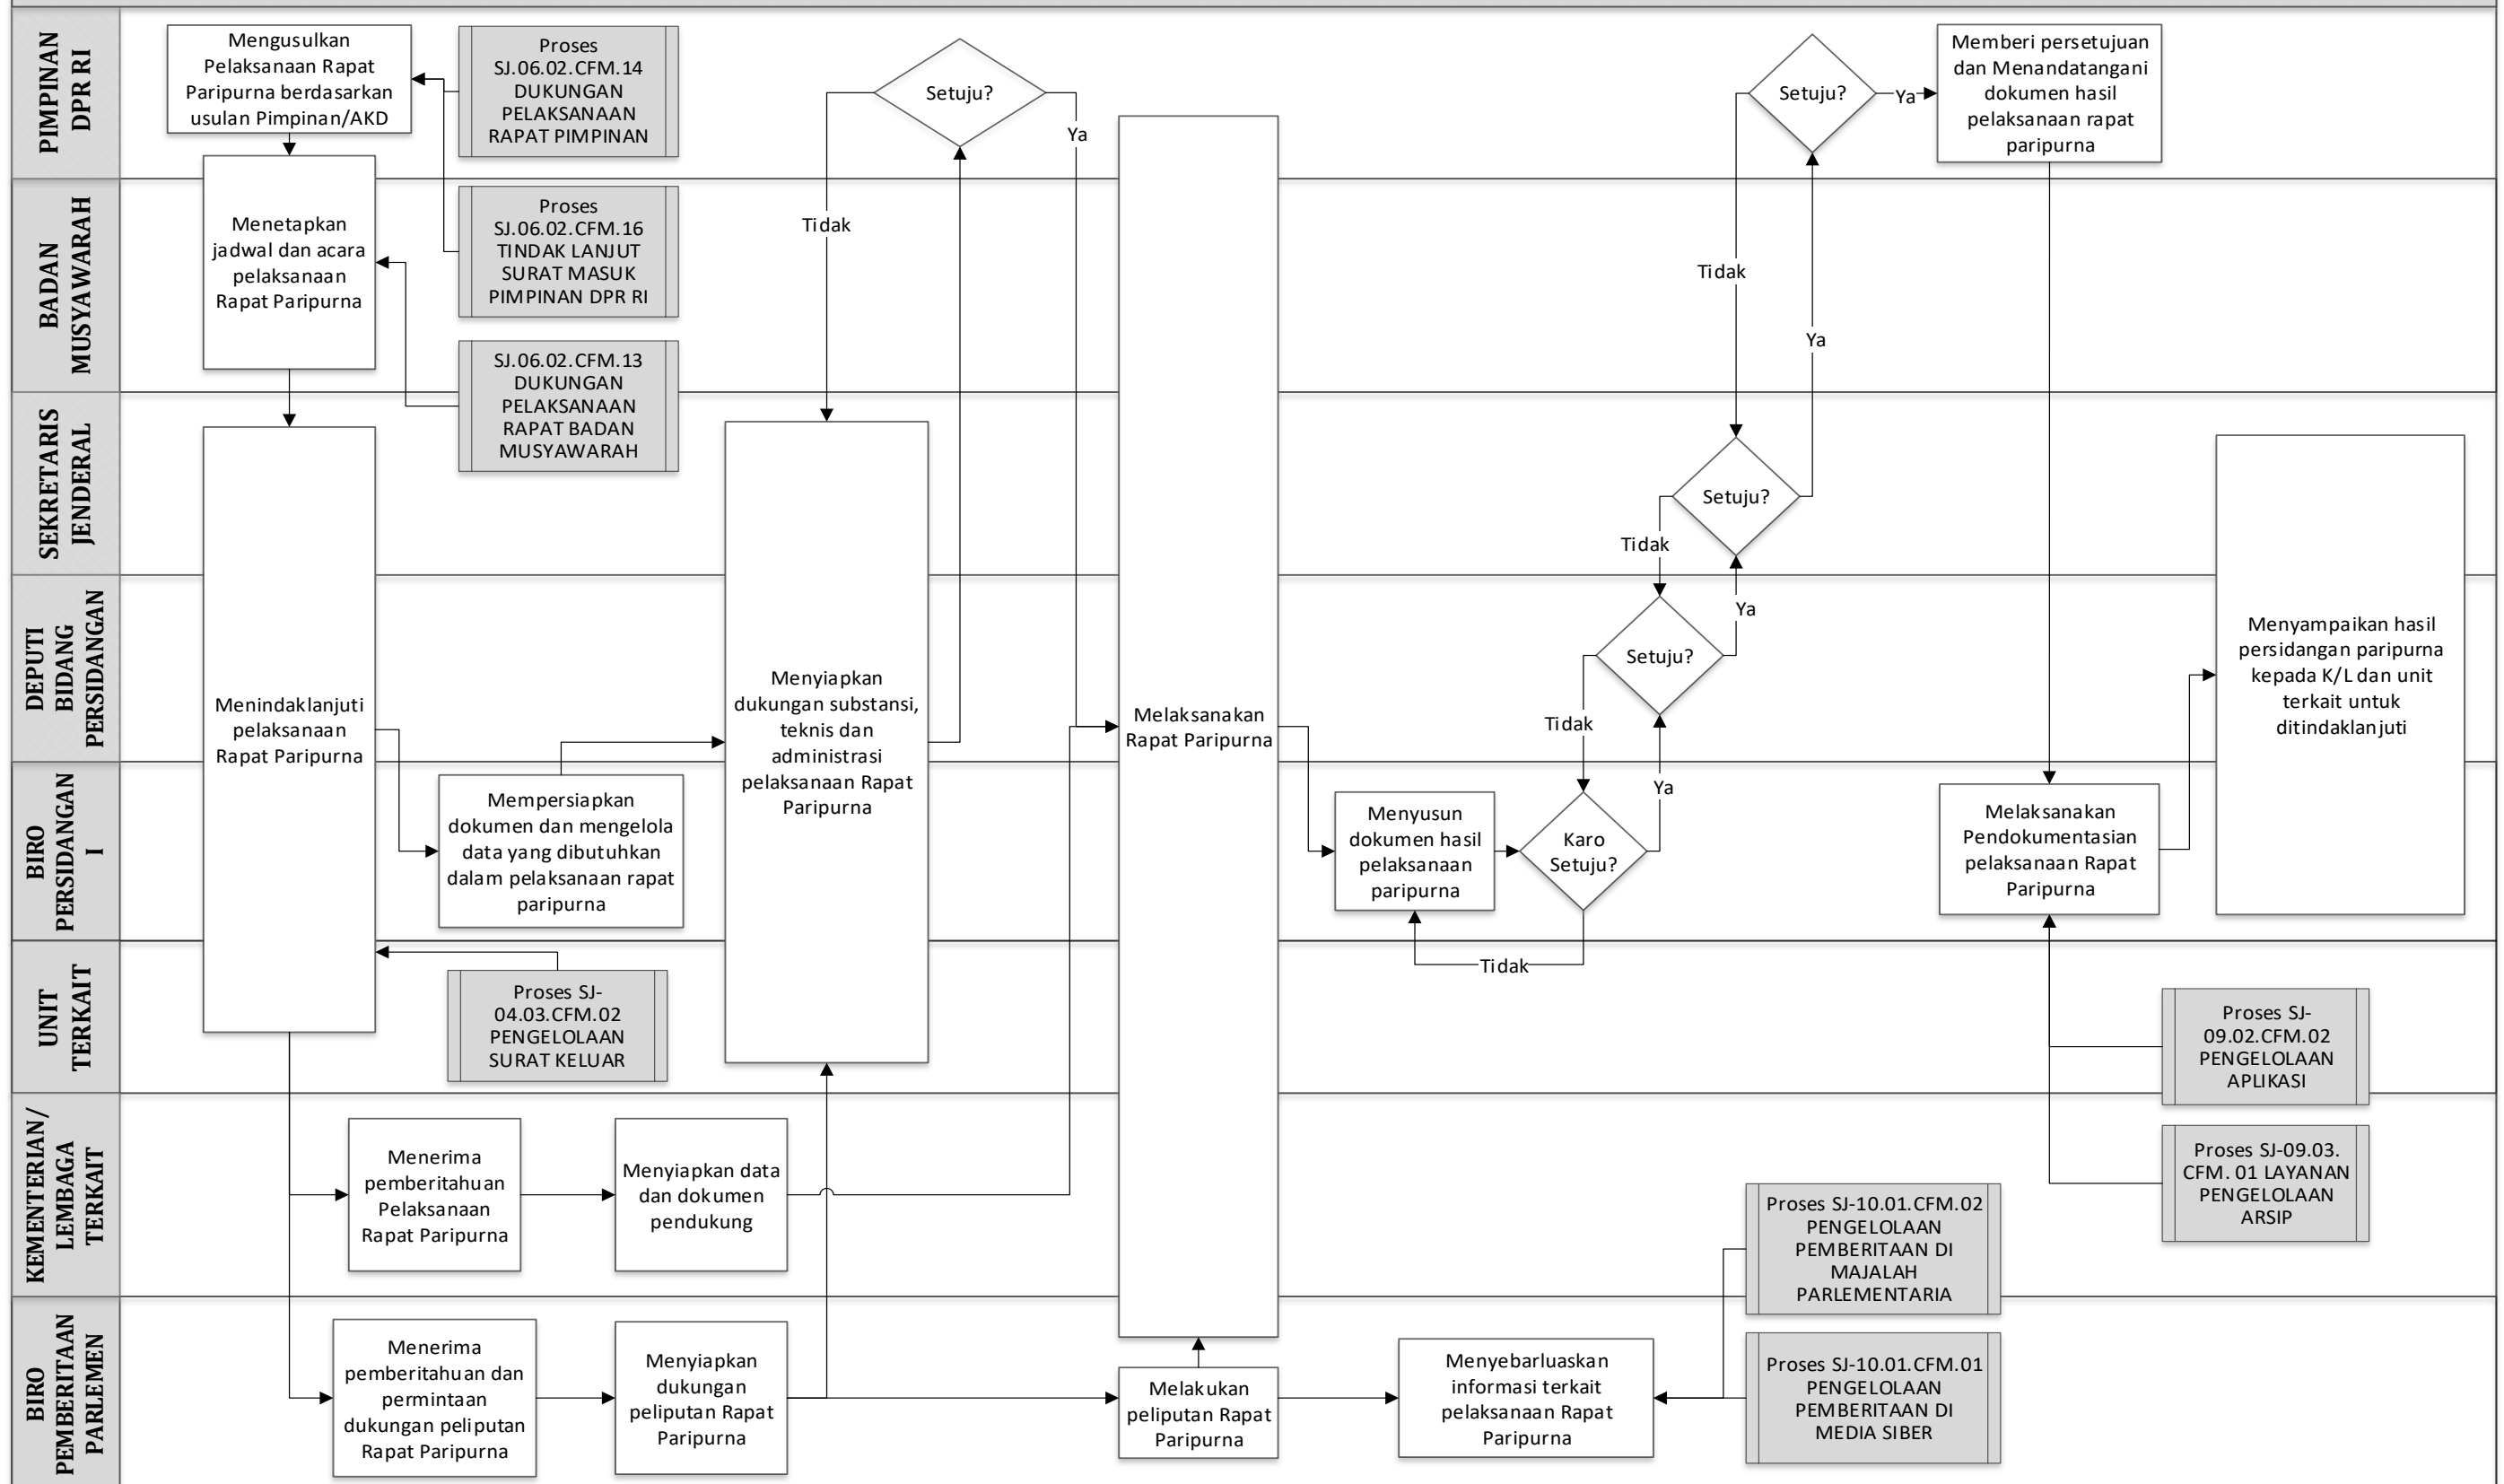 PIMPINAN
DPR RI
Mengusulkan
Pelaksanaan Rapat
Paripurna berdasarkan
usulan Pimpinan/AKD
Proses
SJ.06.02.CFM.14
DUKUNGAN
PELAKSANAAN
RAPAT PIMPINAN
Setuju?
Ya
Tidak
Setuju?
Ya
Memberi persetujuan
dan Menandatangani
dokumen hasil
pelaksanaan rapat
paripurna
BADAN
MUSYAWARAH
Menetapkan
jadwal dan acara
pelaksanaan
Rapat Paripurna
Proses
SJ.06.02.CFM.16
TINDAK LANJUT
SURAT MASUK
PIMPINAN DPR RI
Tidak
Ya
SJ.06.02.CFM.13
DUKUNGAN
PELAKSANAAN
RAPAT BADAN
MUSYAWARAH
SEKRETARIS
JENDERAL
Setuju?
Tidak
DEPUTI
BIDANG
PERSIDANGAN
Menindaklanjuti
pelaksanaan
Rapat Paripurna
Menyiapkan
dukungan substansi,
teknis dan
administrasi
pelaksanaan Rapat
Paripurna
Melaksanakan
Rapat Paripurna
Setuju?
Ya
Tidak
Menyampaikan hasil
persidangan paripurna
kepada K/L dan unit
terkait untuk
ditindaklanjuti
BIRO
PERSIDANGAN
I
Mempersiapkan
dokumen dan mengelola
data yang dibutuhkan
dalam pelaksanaan rapat
paripurna
Menyusun
dokumen hasil
pelaksanaan
paripurna
Karo
Setuju?
Ya
Tidak
Melaksanakan
Pendokumentasian
pelaksanaan Rapat
Paripurna
UNIT
TERKAIT
Proses SJ-
04.03.CFM.02
PENGELOLAAN
SURAT KELUAR
Proses SJ-
09.02.CFM.02
PENGELOLAAN
APLIKASI
KEMENTERIAN/
LEMBAGA
TERKAIT
Menerima
pemberitahuan
Pelaksanaan
Rapat Paripurna
Menyiapkan data
dan dokumen
pendukung
Proses SJ-09.03.
CFM. 01 LAYANAN
PENGELOLAAN
ARSIP
Proses SJ-10.01.CFM.02
PENGELOLAAN
PEMBERITAAN DI
MAJALAH
PARLEMENTARIA
BIRO
PEMBERITAAN
PARLEMEN
Menerima
pemberitahuan dan
permintaan
dukungan peliputan
Rapat Paripurna
Menyiapkan
dukungan
peliputan Rapat
Paripurna
Melakukan
peliputan Rapat
Paripurna
Menyebarluaskan
informasi terkait
pelaksanaan Rapat
Paripurna
Proses SJ-10.01.CFM.01
PENGELOLAAN
PEMBERITAAN DI
MEDIA SIBER